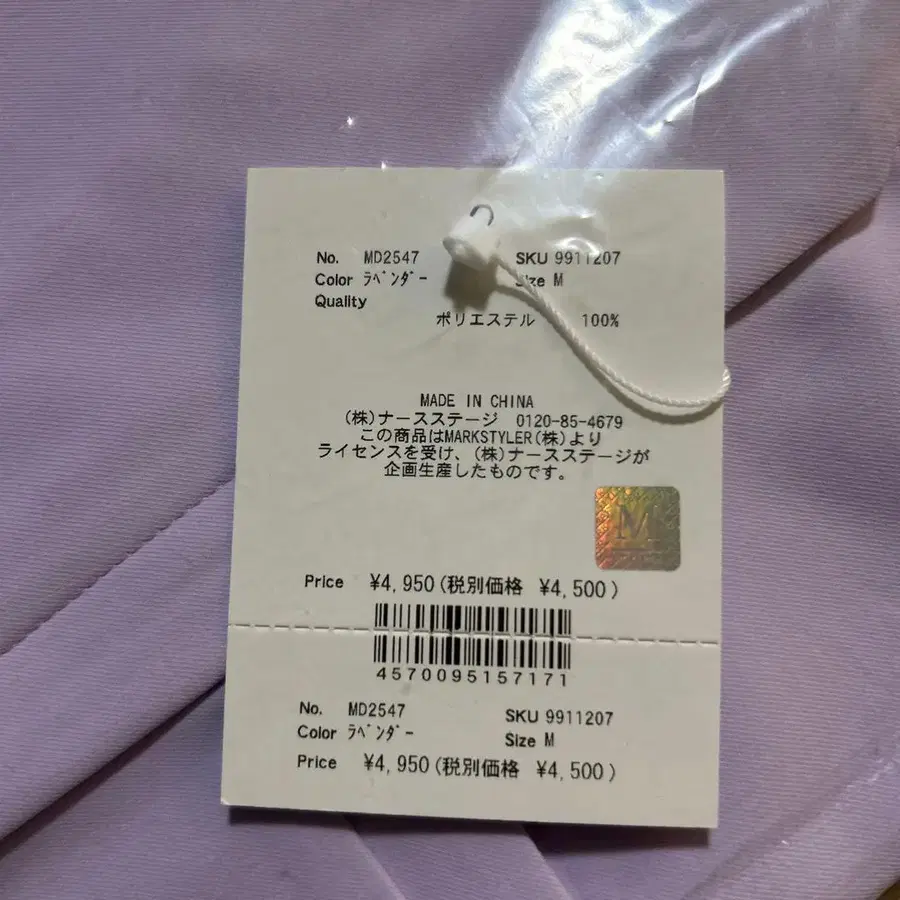 No. MD2547 SKU 9911207
Color ﾗﾍﾞﾝﾀﾞｰ Size M
Quality
ポリエステル 100%
MADE IN CHINA
(株)ナースステージ 0120-85-4679
この商品はMARKSTYLER(株)より
ライセンスを受け、(株)ナースステージが
企画生産したものです。
M
Price ¥4,950(税別価格 ¥4,500)
4570095157171
No. MD2547 SKU 9911207
Color ﾗﾍﾞﾝﾀﾞｰ Size M
Price ¥4,950(税別価格 ¥4,500)